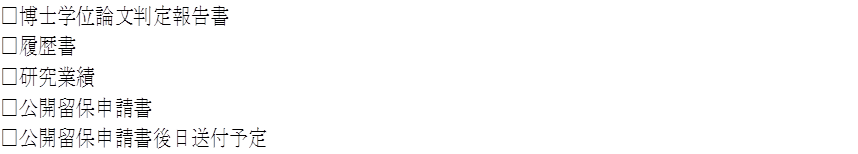 □博士学位論文判定報告書
□履歴書
□研究業績
□公開留保申請書
□公開留保申請書後日送付予定